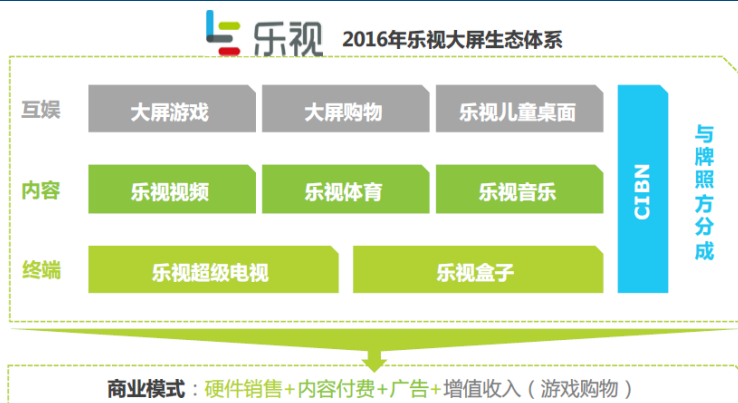 乐视 2016年乐视大屏生态体系
互娱 大屏游戏 大屏购物 乐视儿童桌面
内容 乐视视频 乐视体育 乐视音乐
终端 乐视超级电视 乐视盒子
CIBN
与牌照方分成
商业模式：硬件销售+内容付费+广告+增值收入（游戏购物）